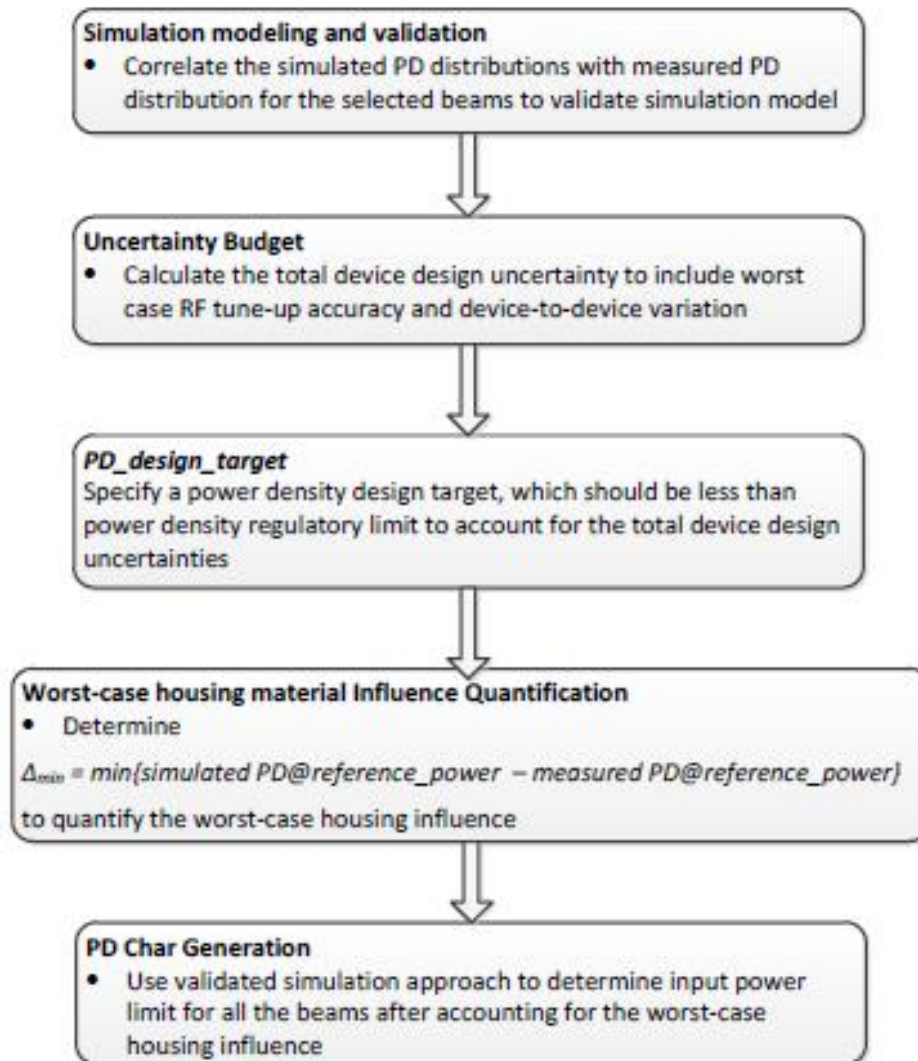 Simulation modeling and validation
• Correlate the simulated PD distributions with measured PD
distribution for the selected beams to validate simulation model
Uncertainty Budget
• Calculate the total device design uncertainty to include worst
case RF tune-up accuracy and device-to-device variation
PD_design_target
Specify a power density design target, which should be less than
power density regulatory limit to account for the total device design
uncertainties
Worst-case housing material Influence Quantification
• Determine
Δmin = min{simulated PD@reference_power – measured PD@reference_power}
to quantify the worst-case housing influence
PD Char Generation
• Use validated simulation approach to determine input power
limit for all the beams after accounting for the worst-case
housing influence